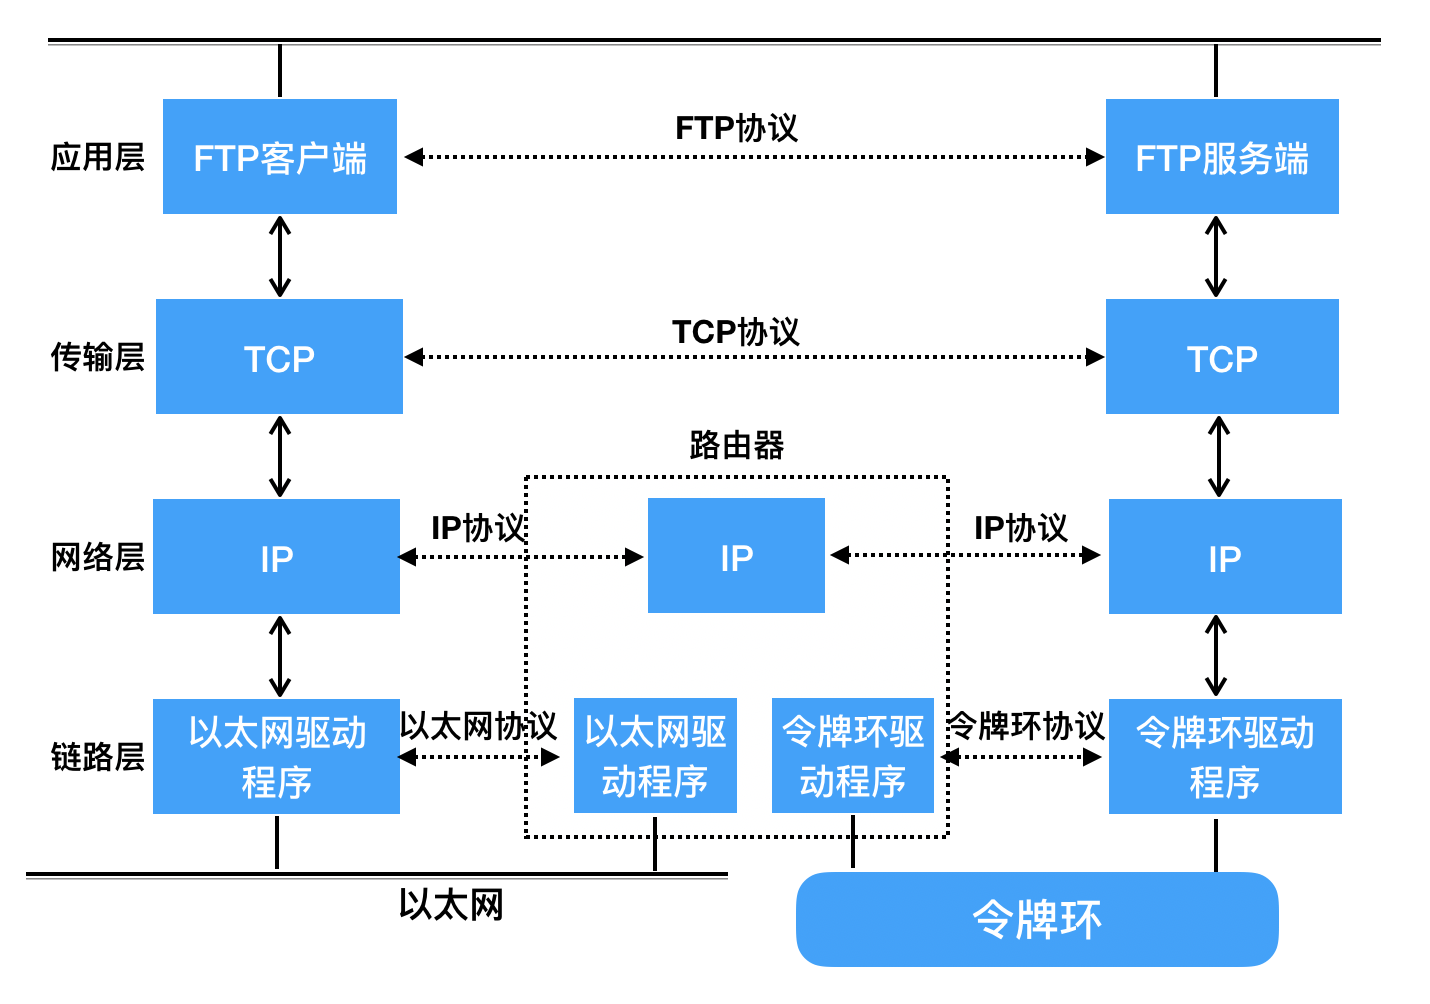 FTP协议
应用层
FTP客户端
FTP服务端
TCP协议
传输层
TCP
TCP
路由器
IP协议
IP协议
网络层
IP
IP
IP
以太网协议
令牌环协议
链路层
以太网驱动
程序
以太网驱
动程序
令牌环驱
动程序
令牌环驱动
程序
以太网
令牌环